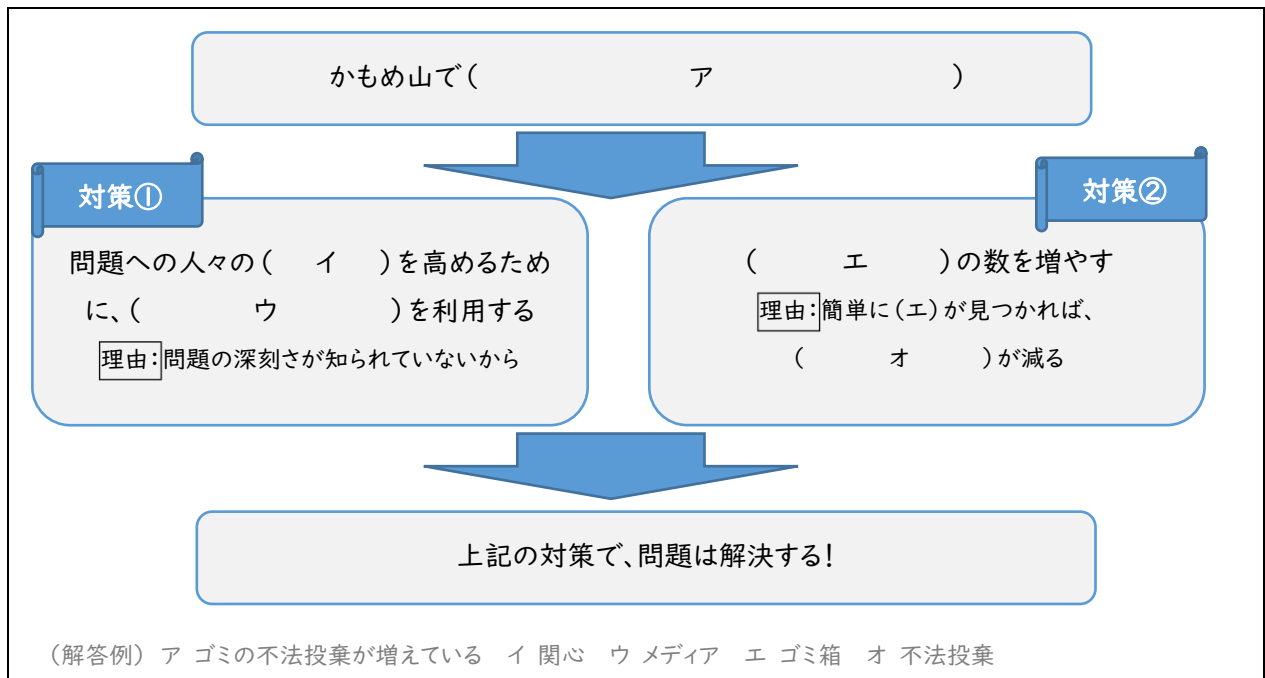 かもめ山で（　ア　）
対策①
問題への人々の（　イ　）を高めるため
に、（　ウ　）を利用する
理由：問題の深刻さが知られていないから
対策②
（　エ　）の数を増やす
理由：簡単に（エ）が見つかれば、
（　オ　）が減る
上記の対策で、問題は解決する！
（解答例） ア ゴミの不法投棄が増えている　イ 関心　ウ メディア　エ ゴミ箱　オ 不法投棄